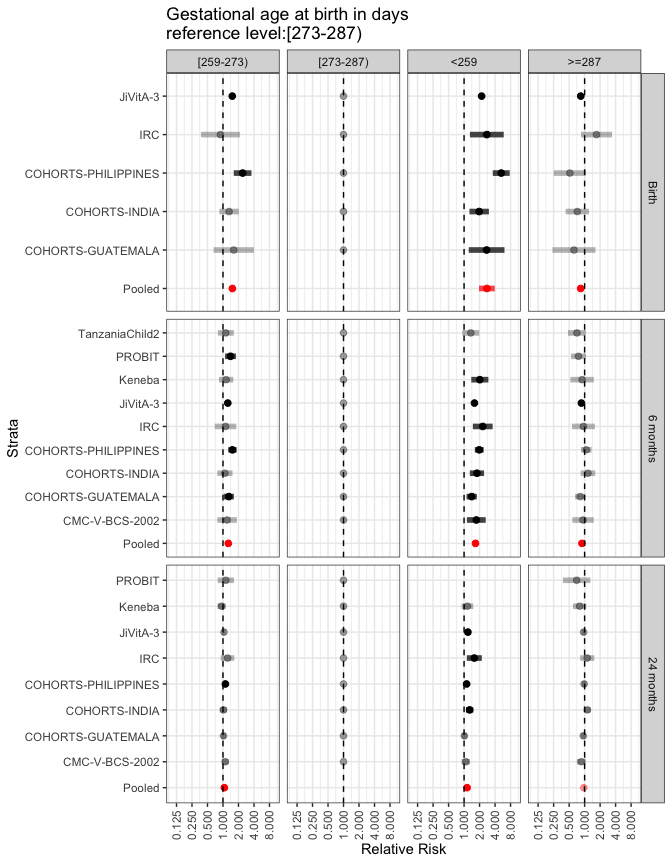 Gestational age at birth in days
reference level:[273-287)
[259-273)
[273-287)
<259
>=287
JiVitA-3
IRC
COHORTS-PHILIPPINES
COHORTS-INDIA
COHORTS-GUATEMALA
Pooled
Birth
TanzaniaChild2
PROBIT
Keneba
JiVitA-3
IRC
COHORTS-PHILIPPINES
COHORTS-INDIA
COHORTS-GUATEMALA
CMC-V-BCS-2002
Pooled
6 months
PROBIT
Keneba
JiVitA-3
IRC
COHORTS-PHILIPPINES
COHORTS-INDIA
COHORTS-GUATEMALA
CMC-V-BCS-2002
Pooled
24 months
Strata
0.125 0.250 0.500 1.000 2.000 4.000 8.000
0.125 0.250 0.500 1.000 2.000 4.000 8.000
0.125 0.250 0.500 1.000 2.000 4.000 8.000
0.125 0.250 0.500 1.000 2.000 4.000 8.000
Relative Risk